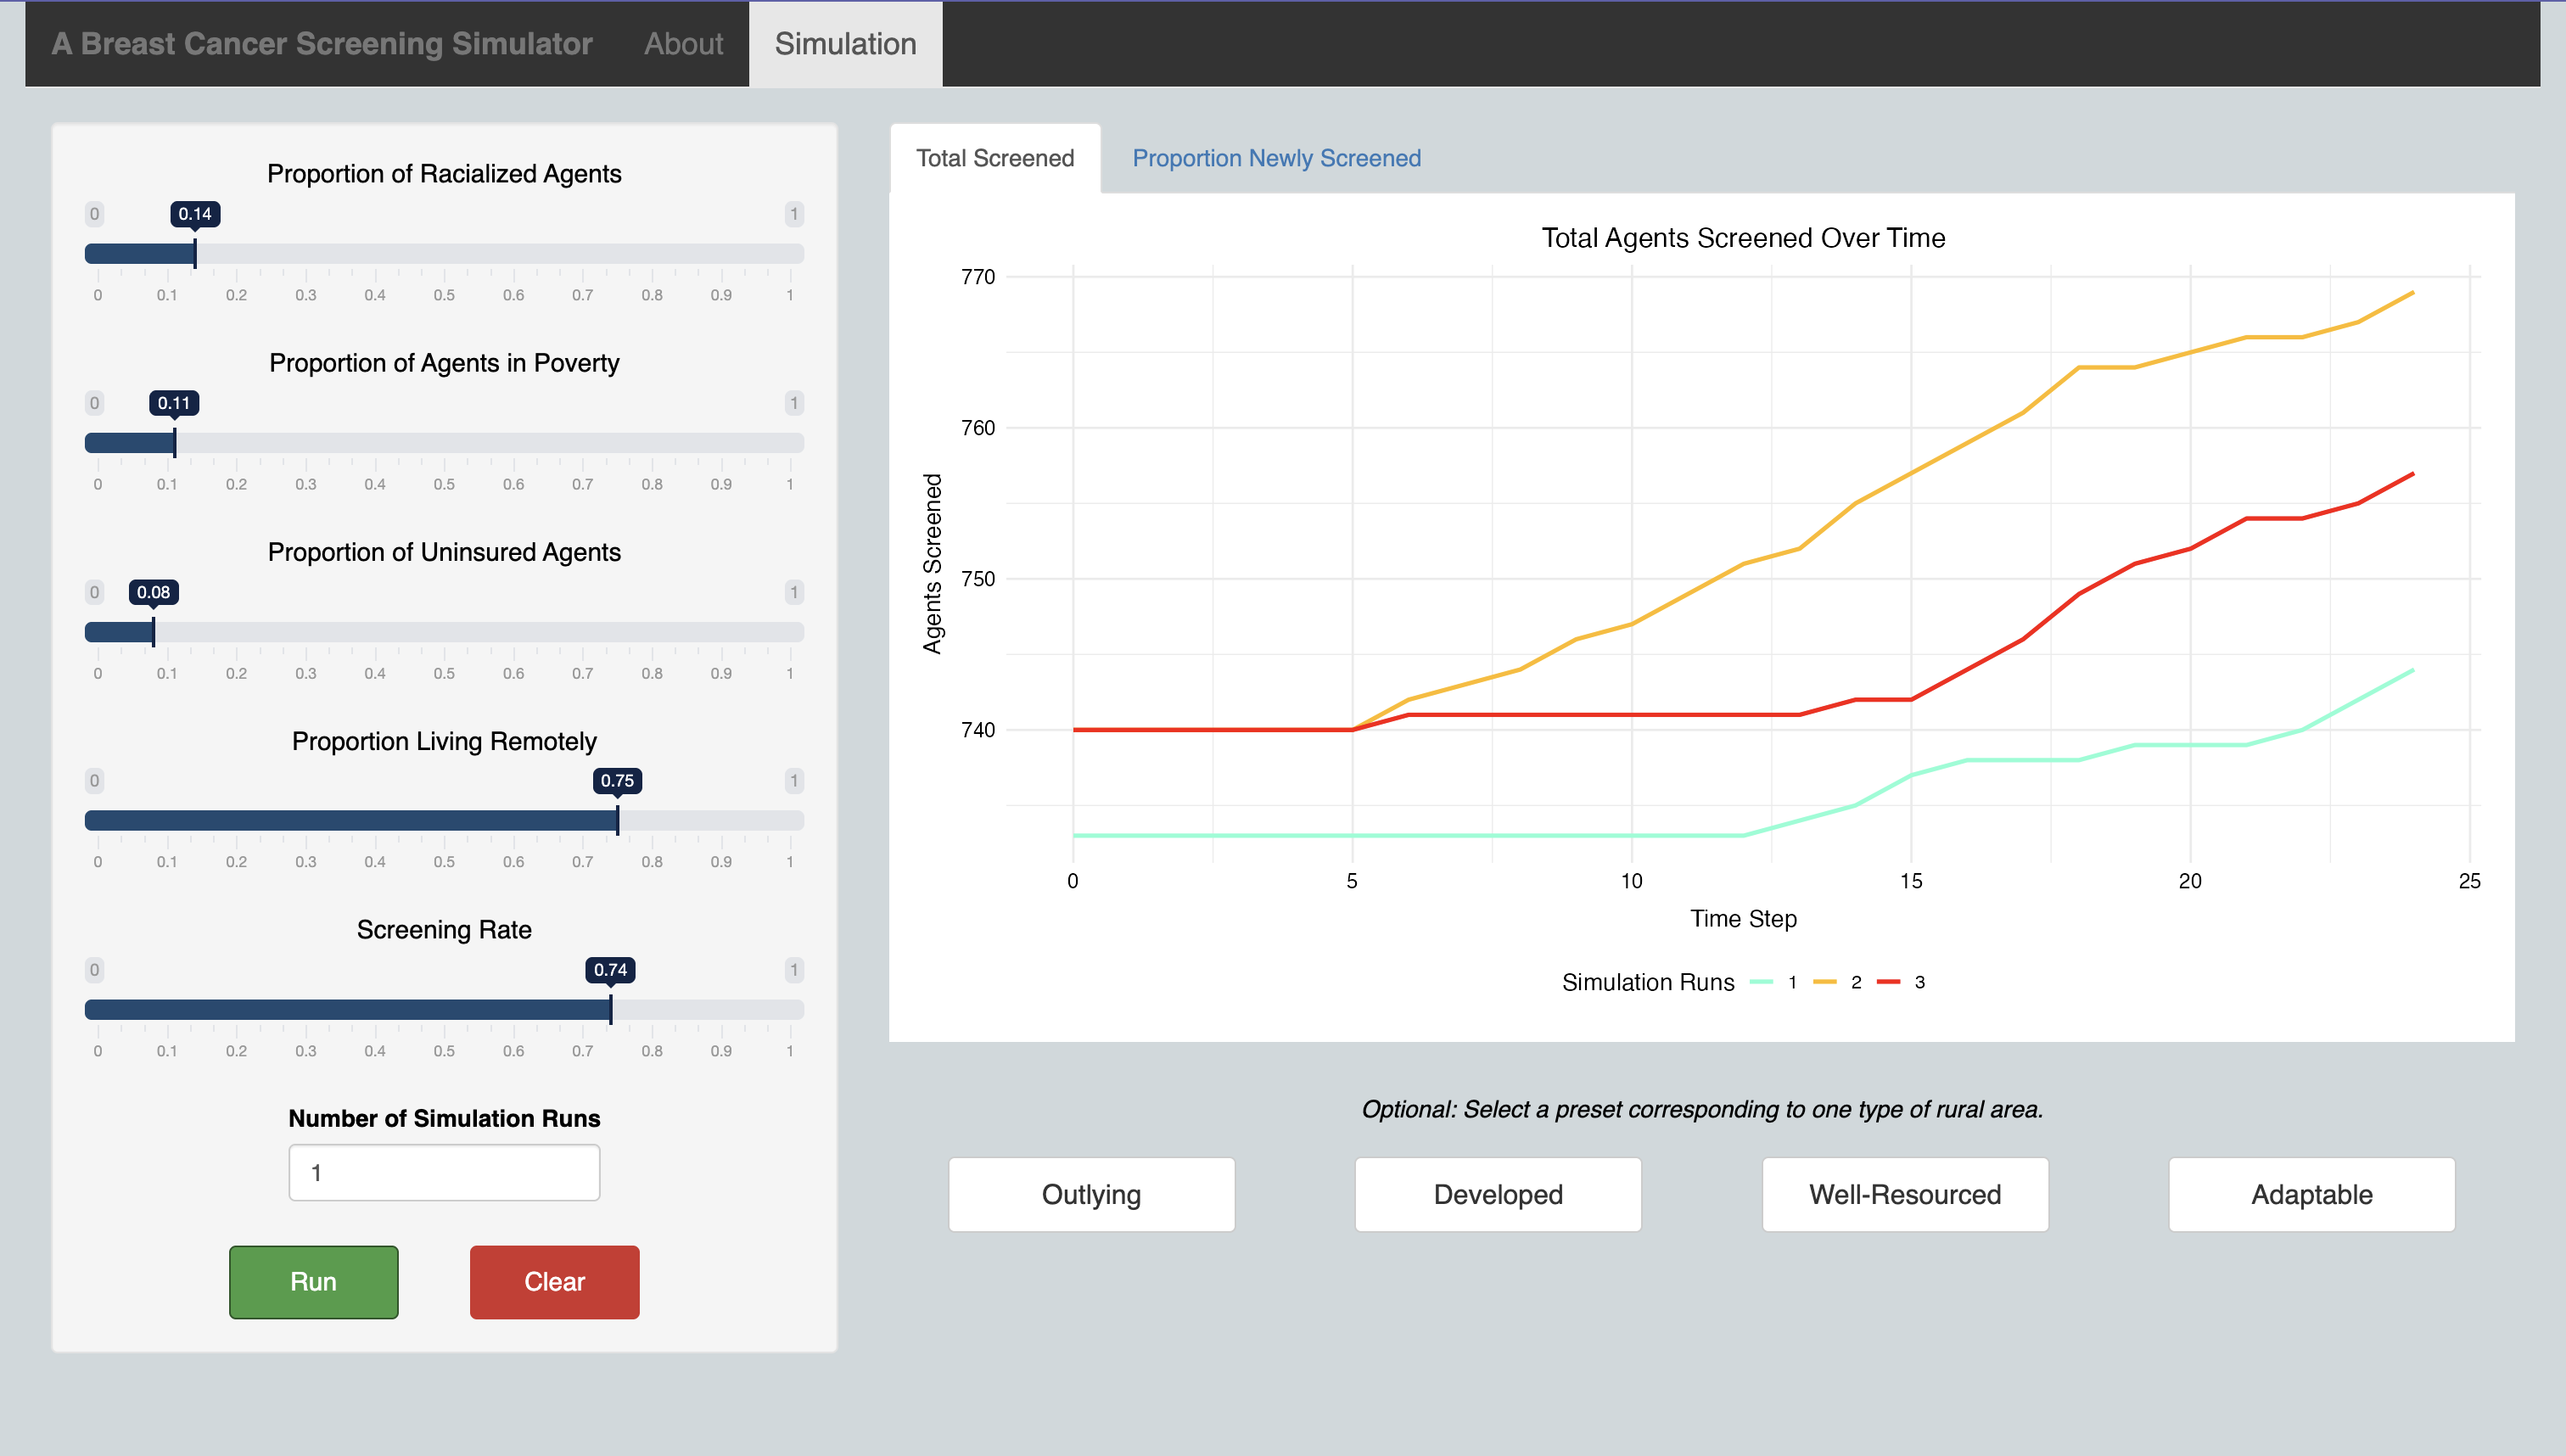 A Breast Cancer Screening Simulator About Simulation
Proportion of Racialized Agents
0 0.14 1
0 0.1 0.2 0.3 0.4 0.5 0.6 0.7 0.8 0.9 1
Proportion of Agents in Poverty
0 0.11 1
0 0.1 0.2 0.3 0.4 0.5 0.6 0.7 0.8 0.9 1
Proportion of Uninsured Agents
0 0.08 1
0 0.1 0.2 0.3 0.4 0.5 0.6 0.7 0.8 0.9 1
Proportion Living Remotely
0 0.75 1
0 0.1 0.2 0.3 0.4 0.5 0.6 0.7 0.8 0.9 1
Screening Rate
0 0.74 1
0 0.1 0.2 0.3 0.4 0.5 0.6 0.7 0.8 0.9 1
Number of Simulation Runs
1
Run Clear
Total Screened Proportion Newly Screened
Total Agents Screened Over Time
Agents Screened
770
760
750
740
0 5 10 15 20 25
Time Step
Simulation Runs 1 2 3
Optional: Select a preset corresponding to one type of rural area.
Outlying Developed Well-Resourced Adaptable